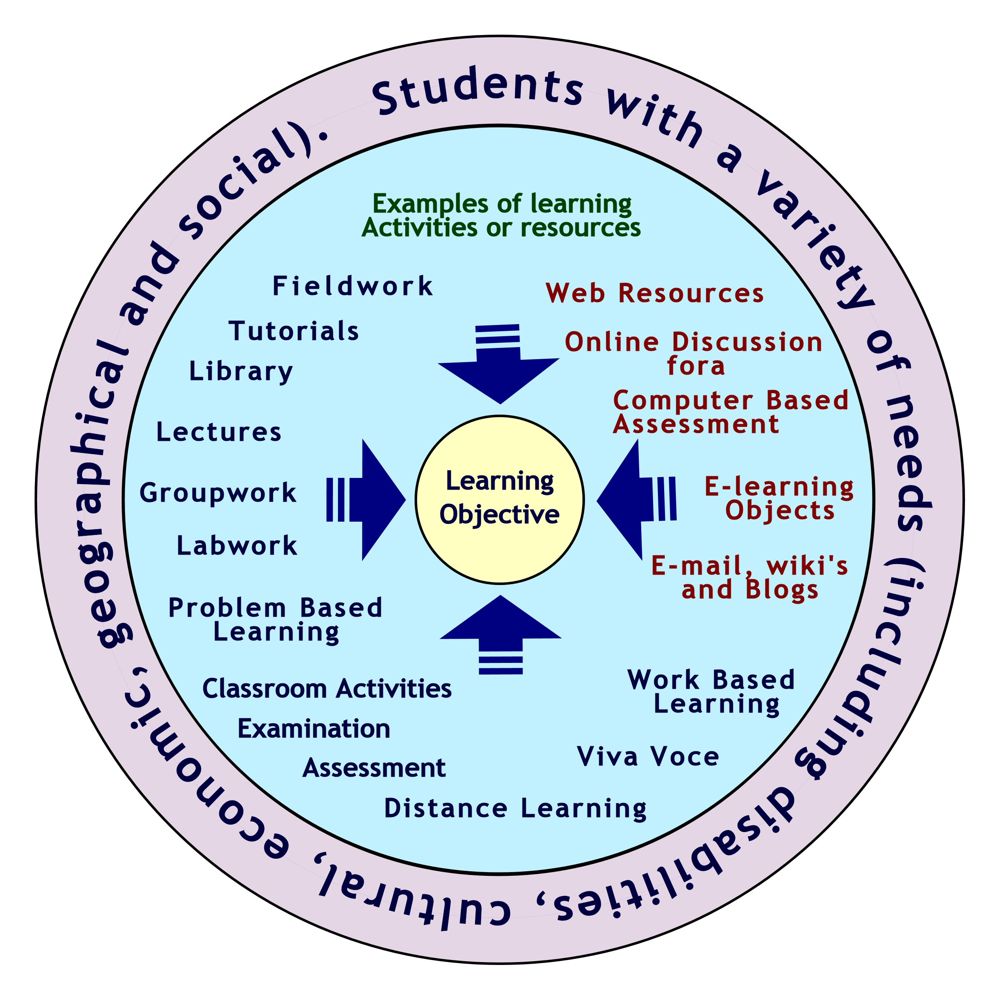 Students with a variety of needs (including disabilities, cultural, economic, geographical and social).
Examples of learning
Activities or resources
Fieldwork
Tutorials
Library
Lectures
Groupwork
Labwork
Problem Based
Learning
Classroom Activities
Examination
Assessment
Distance Learning
Viva Voce
Work Based
Learning
Web Resources
Online Discussion
fora
Computer Based
Assessment
E-learning
Objects
E-mail, wiki's
and Blogs
Learning
Objective